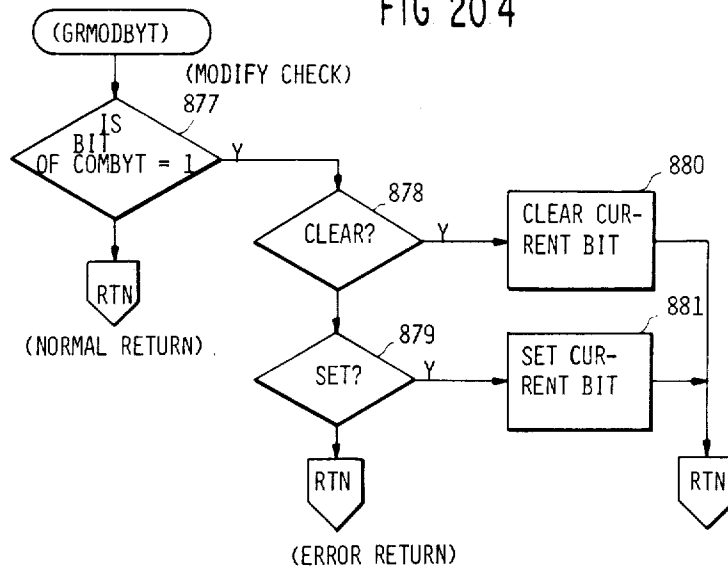 FIG 20 4
(GRMODBYT)
(MODIFY CHECK)
877
IS
BIT
OF COMBYT = 1
Y
878
CLEAR?
Y
880
CLEAR CUR-
RENT BIT
RTN
(NORMAL RETURN)
879
SET?
Y
881
SET CUR-
RENT BIT
RTN
(ERROR RETURN)
RTN